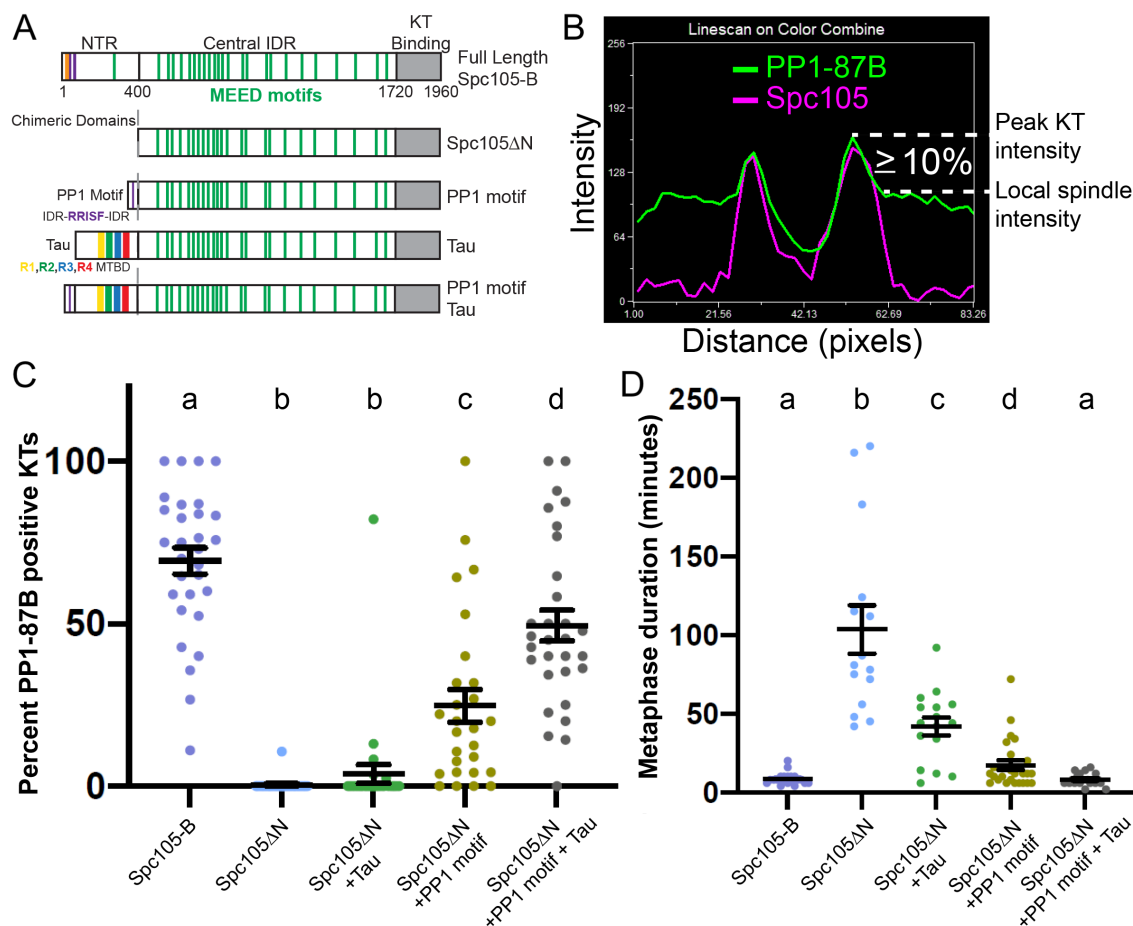 A
NTR
Central IDR
KT
Binding
Full Length
Spc105-B
1
400
MEED motifs
1720
1960
Chimeric Domains
Spc105ΔN
PP1 Motif
IDR-RRISF-IDR
PP1 motif
Tau
R1,R2,R3,R4 MTBD
Tau
PP1 motif
Tau
B
Linescan on Color Combine
256
192
128
64
0
Intensity
PP1-87B
Spc105
≥10%
Peak KT
intensity
Local spindle
intensity
1.00
21.56
42.13
62.69
83.26
Distance (pixels)
C
a
b
b
c
d
Percent PP1-87B positive KTs
100
50
0
Spc105-B
Spc105ΔN
Spc105ΔN
+Tau
Spc105ΔN
+PP1 motif
Spc105ΔN
+PP1 motif + Tau
D
a
b
c
d
a
Metaphase duration (minutes)
250
200
150
100
50
0
Spc105-B
Spc105ΔN
Spc105ΔN
+Tau
Spc105ΔN
+PP1 motif
Spc105ΔN
+PP1 motif + Tau